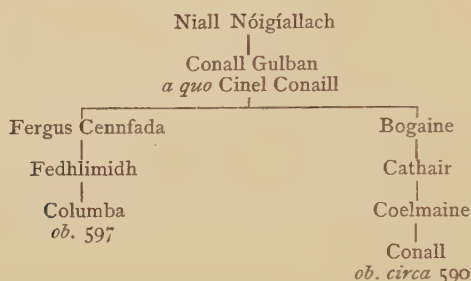 Niall Nóigíallach
Conall Gulban
a quo Cinel Conaill
Fergus Cennfada Bogaine
Fedhlimidh Cathair
Columba Coelmaine
ob. 597 Conall
ob. circa 590